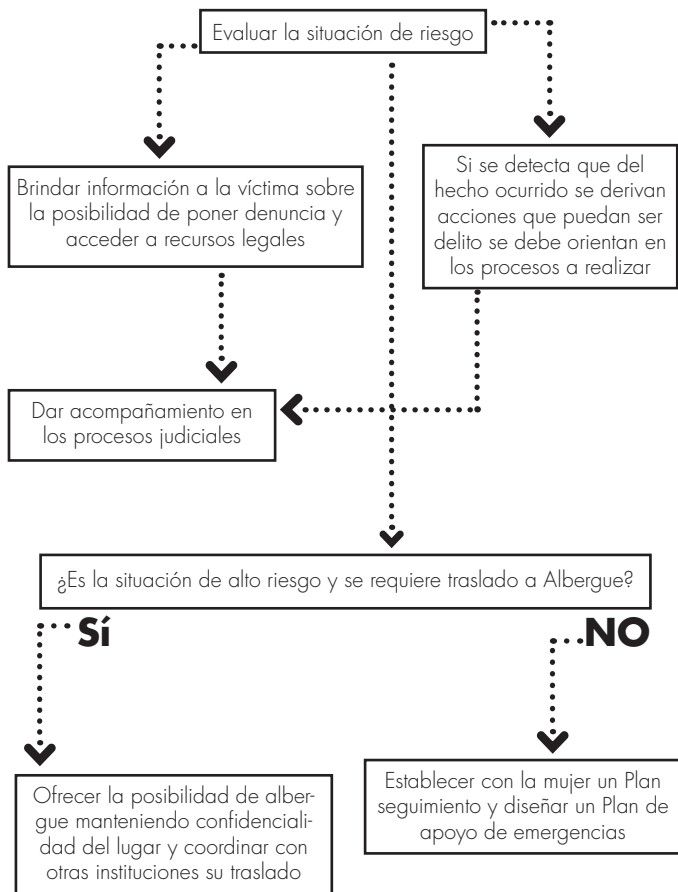 Evaluar la situación de riesgo
Brindar información a la víctima sobre
la posibilidad de poner denuncia y
acceder a recursos legales
Si se detecta que del
hecho ocurrido se derivan
acciones que puedan ser
delito se debe orientan en
los procesos a realizar
Dar acompañamiento en
los procesos judiciales
¿Es la situación de alto riesgo y se requiere traslado a Albergue?
Sí
NO
Ofrecer la posibilidad de alber-
gue manteniendo confidenciali-
dad del lugar y coordinar con
otras instituciones su traslado
Establecer con la mujer un Plan
seguimiento y diseñar un Plan de
apoyo de emergencias